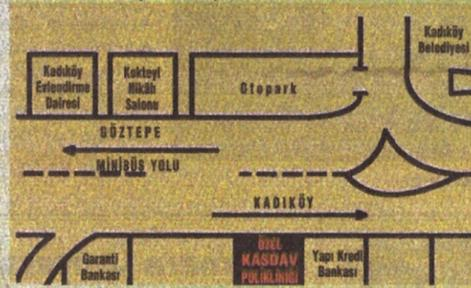 Kadıköy
Belediyesi
Kadıköy
Evlendirme
Dairesi
Kokteyl
Nikâh
Salonu
Otopark
GÖZTEPE
MİNİBÜS YOLU
KADIKÖY
Garanti
Bankası
ÖZEL
KASDAV
POLİKLİNİĞİ
Yapı Kredi
Bankası